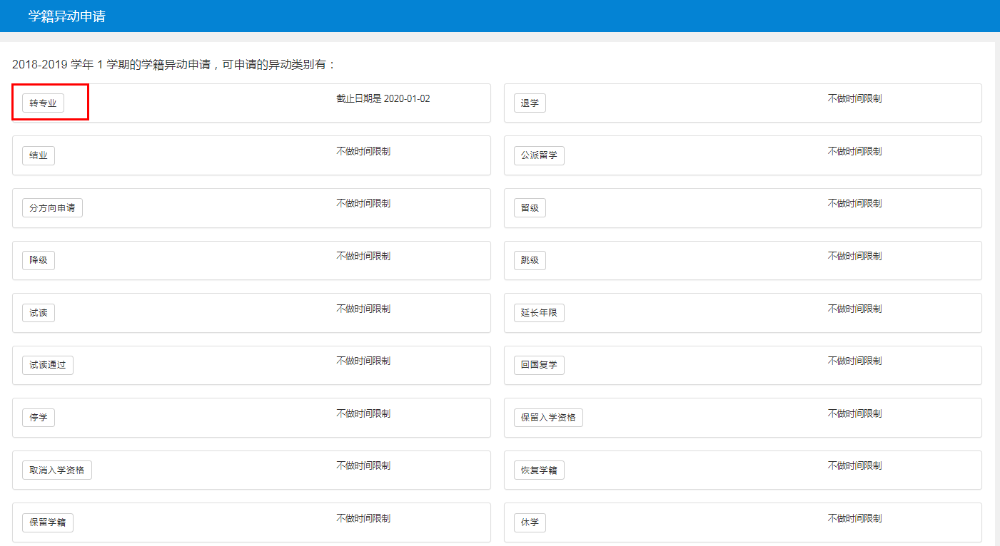 学籍异动申请
2018-2019 学年 1 学期的学籍异动申请，可申请的异动类别有：
转专业 截止日期是 2020-01-02 退学 不做时间限制
结业 不做时间限制 公派留学 不做时间限制
分方向申请 不做时间限制 留级 不做时间限制
降级 不做时间限制 跳级 不做时间限制
试读 不做时间限制 延长年限 不做时间限制
试读通过 不做时间限制 回国复学 不做时间限制
停学 不做时间限制 保留入学资格 不做时间限制
取消入学资格 不做时间限制 恢复学籍 不做时间限制
保留学籍 不做时间限制 休学 不做时间限制